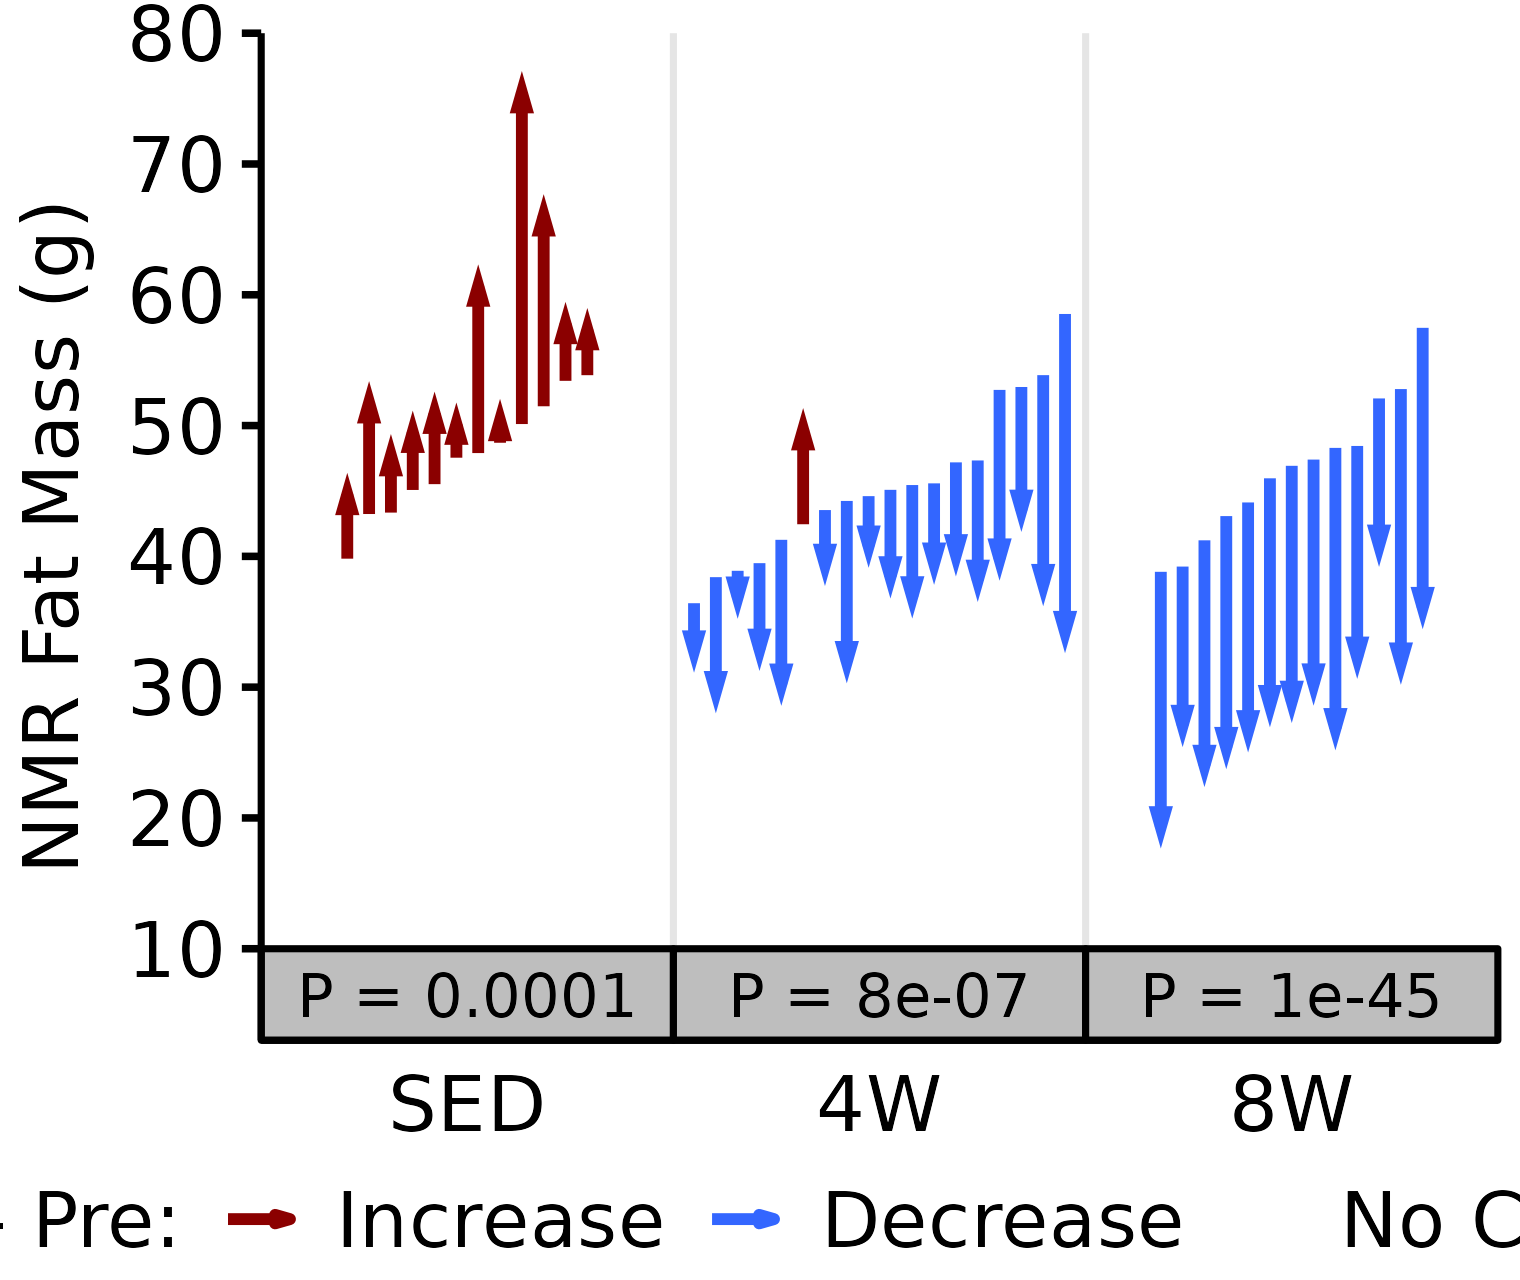 80
70
60
50
40
30
20
10
NMR Fat Mass (g)
P = 0.0001 P = 8e-07 P = 1e-45
SED 4W 8W
- Pre: Increase Decrease No C